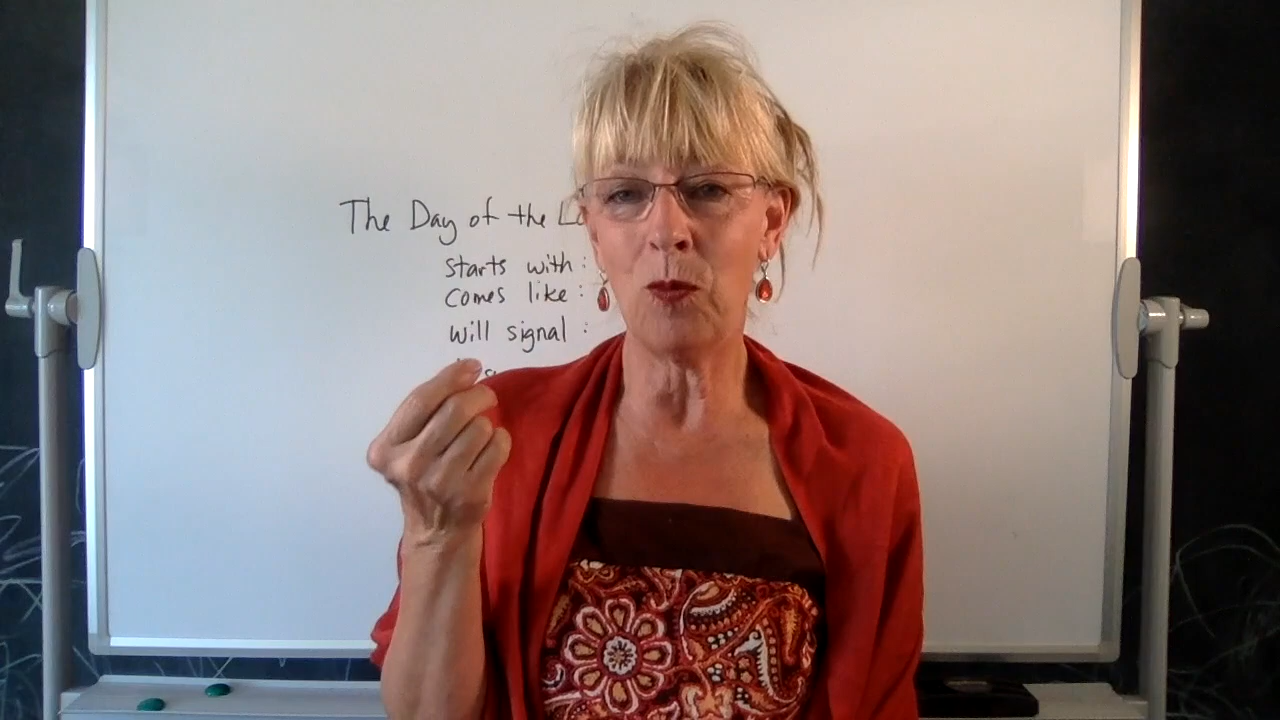 The Day of the
starts with :
comes like :
will signal :